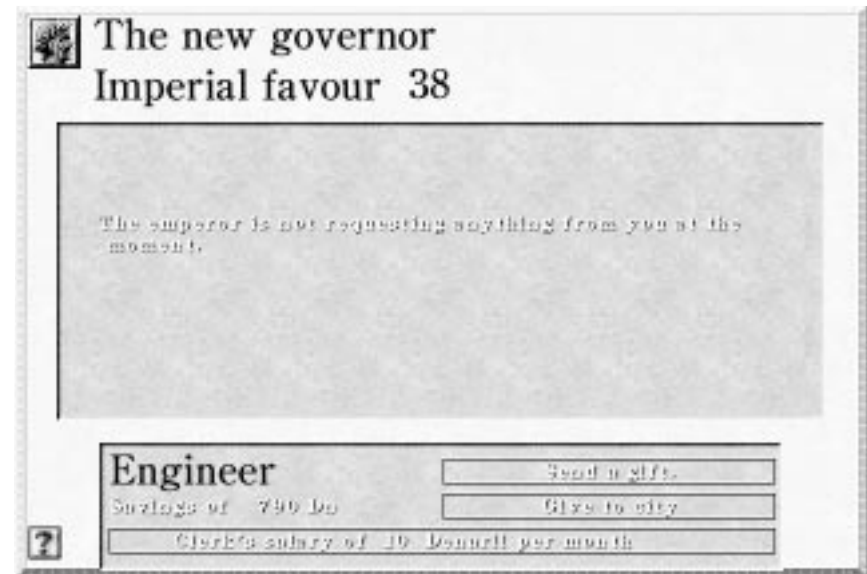 The new governor
Imperial favour 38
The emperor is not requesting anything from you at the
moment.
Engineer
Send a gift.
Savings of 790 Dn
Give to city
?
Clerk's salary of 10 Denarii per month